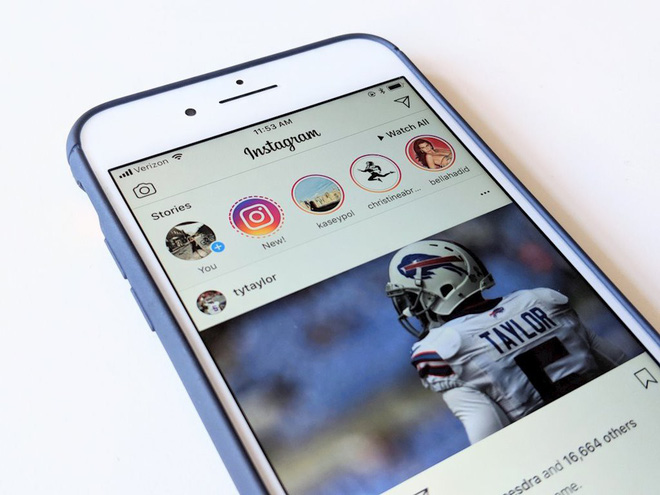 Verizon
11:53 AM
Instagram
Stories
▶ Watch All
You
New!
kaseypol
christineabr...
bellahadid
tytaylor
TAYLOR
and 16,664 others